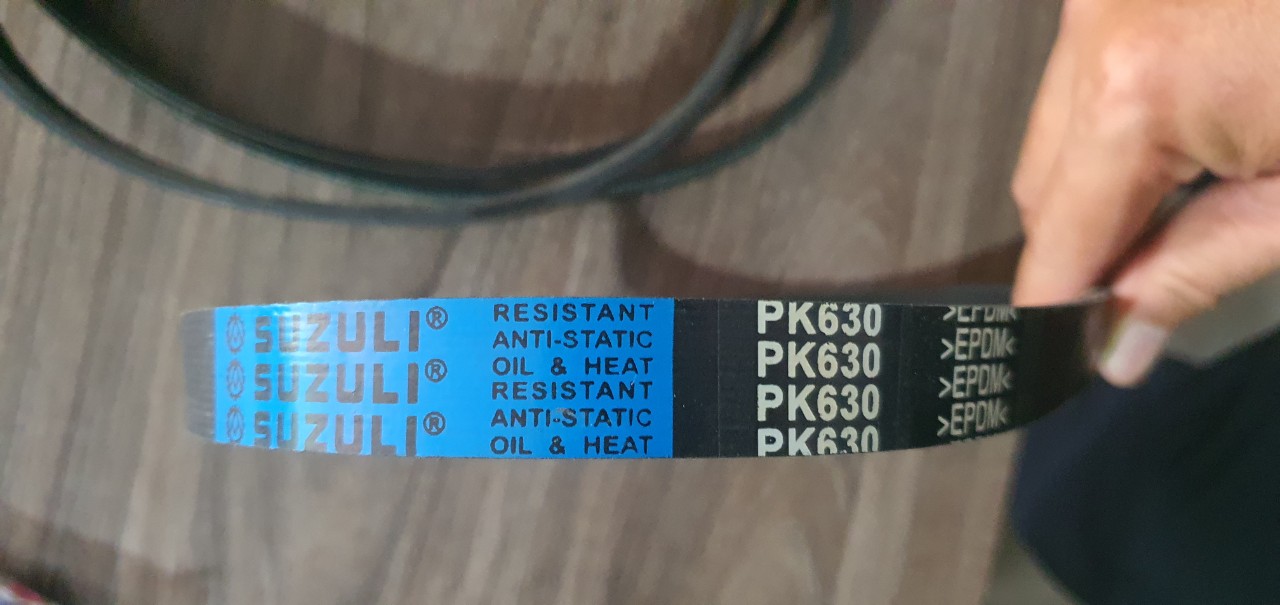 SUZULI®
SUZULI®
SUZULI®
RESISTANT
ANTI-STATIC
OIL & HEAT
RESISTANT
ANTI-STATIC
OIL & HEAT
PK630
PK630
PK630
PK630
>EPDM<
>EPDM<
>EPDM<
>EPDM<